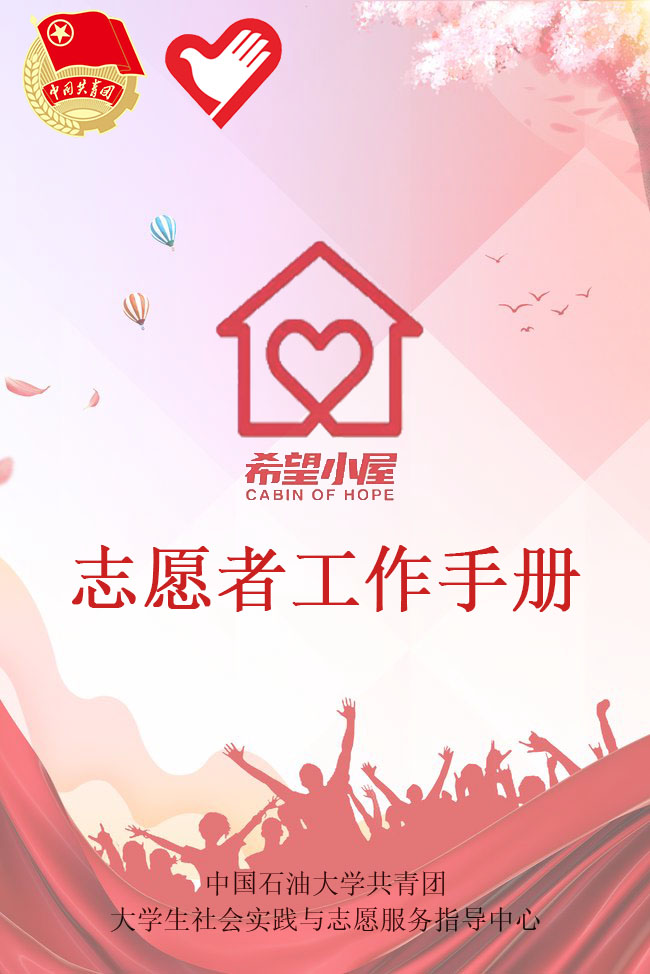 中国共青团
希望小屋
CABIN OF HOPE
志愿者工作手册
中国石油大学共青团
大学生社会实践与志愿服务指导中心